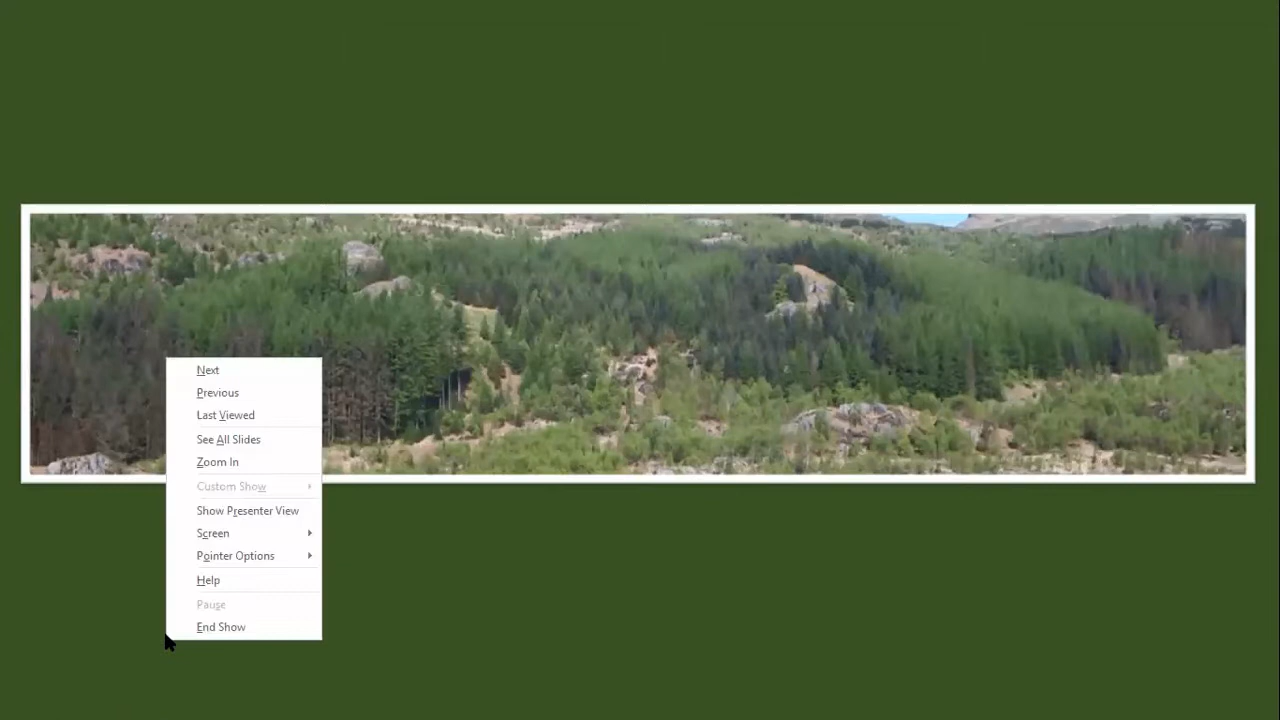 Next
Previous
Last Viewed
See All Slides
Zoom In
Custom Show
Show Presenter View
Screen
Pointer Options
Help
Pause
End Show